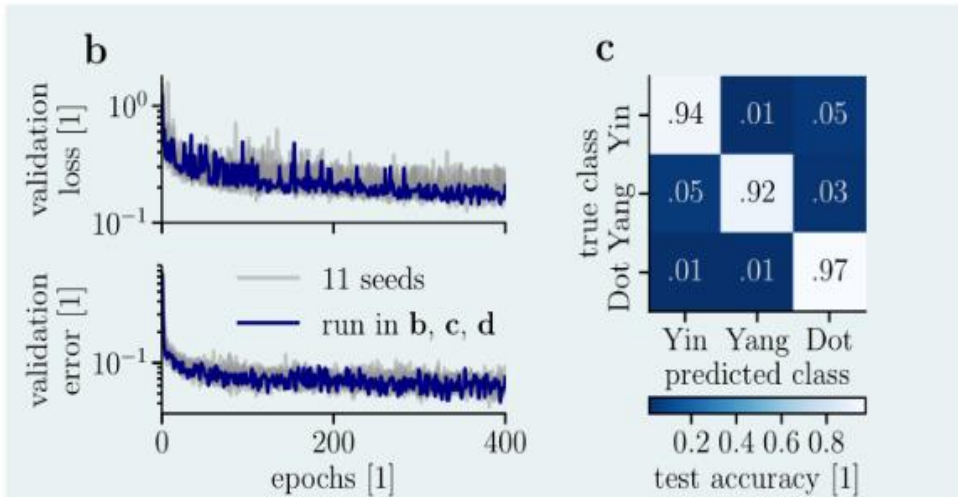 b
validation
loss [1]
10⁰
10⁻¹
validation
error [1]
10⁻¹
11 seeds
run in b, c, d
0 200 400
epochs [1]
c
true class
Yin
Yang
Dot
.94 .01 .05
.05 .92 .03
.01 .01 .97
Yin Yang Dot
predicted class
0.2 0.4 0.6 0.8
test accuracy [1]